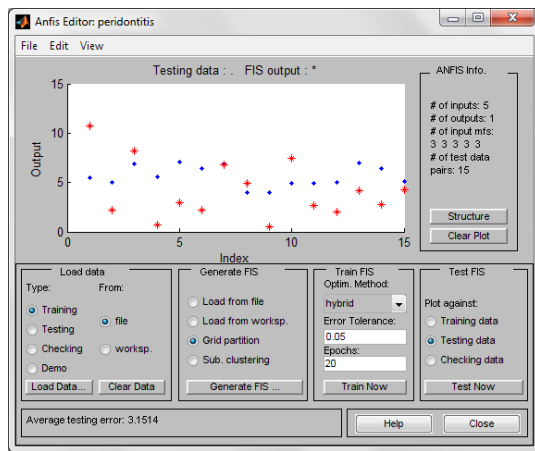 Anfis Editor: peridontitis
File Edit View
Testing data : . FIS output : *
15
10
5
0
Output
0 5 10 15
Index
ANFIS Info.
# of inputs: 5
# of outputs: 1
# of input mfs:
3 3 3 3 3
# of test data
pairs: 15
Structure
Clear Plot
Load data
Type: From:
Training
Testing
Checking
Demo
file
worksp.
Load Data... Clear Data
Generate FIS
Load from file
Load from worksp.
Grid partition
Sub. clustering
Generate FIS ...
Train FIS
Optim. Method:
hybrid
Error Tolerance:
0.05
Epochs:
20
Train Now
Test FIS
Plot against:
Training data
Testing data
Checking data
Test Now
Average testing error: 3.1514
Help Close